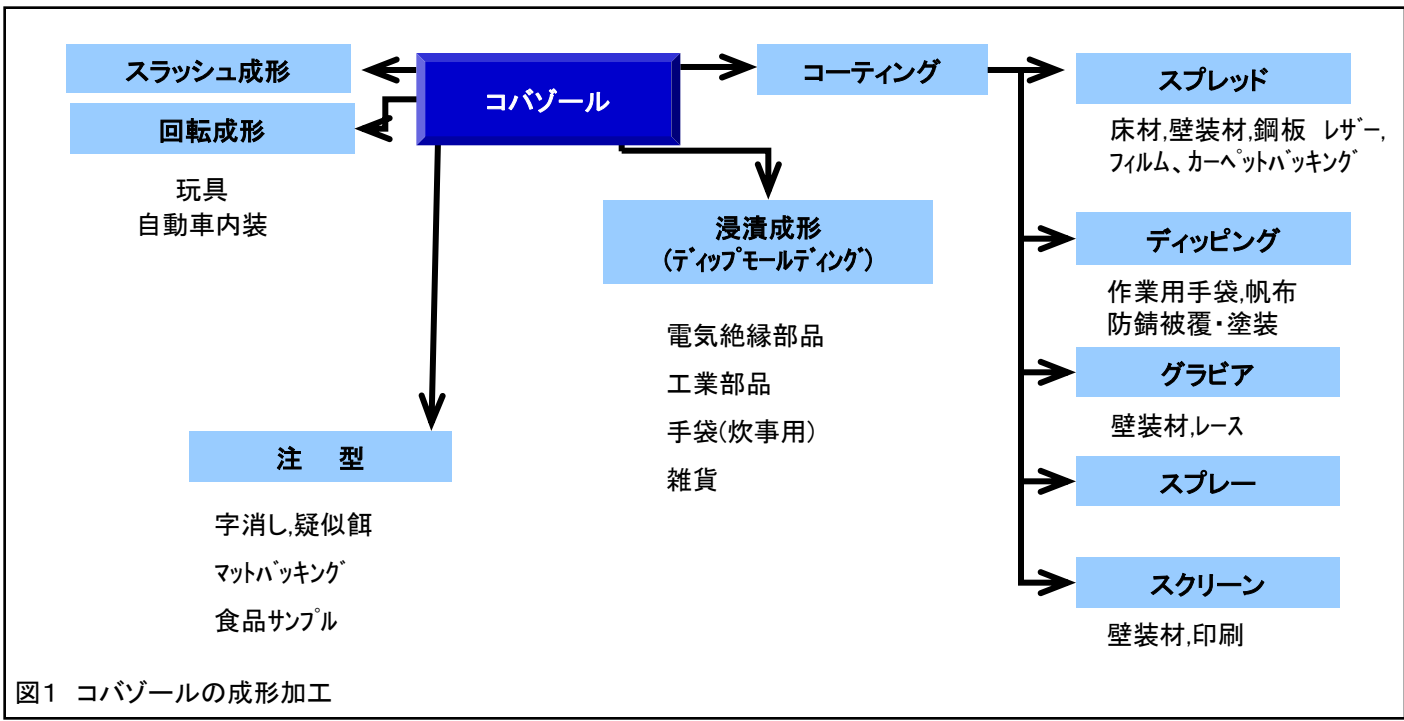 スラッシュ成形
回転成形
玩具
自動車内装
コバゾール
コーティング
浸漬成形
(ﾃﾞｨｯﾌﾟﾓｰﾙﾃﾞｨﾝｸﾞ)
電気絶縁部品
工業部品
手袋(炊事用)
雑貨
注 型
字消し,疑似餌
ﾏｯﾄﾊﾞｯｷﾝｸﾞ
食品ｻﾝﾌﾟﾙ
スプレッド
床材,壁装材,鋼板 ﾚｻﾞｰ,
ﾌｨﾙﾑ、ｶｰﾍﾟｯﾄﾊﾞｯｷﾝｸﾞ
ディッピング
作業用手袋,帆布
防錆被覆・塗装
グラビア
壁装材,ﾚｰｽ
スプレー
スクリーン
壁装材,印刷
図1 コバゾールの成形加工